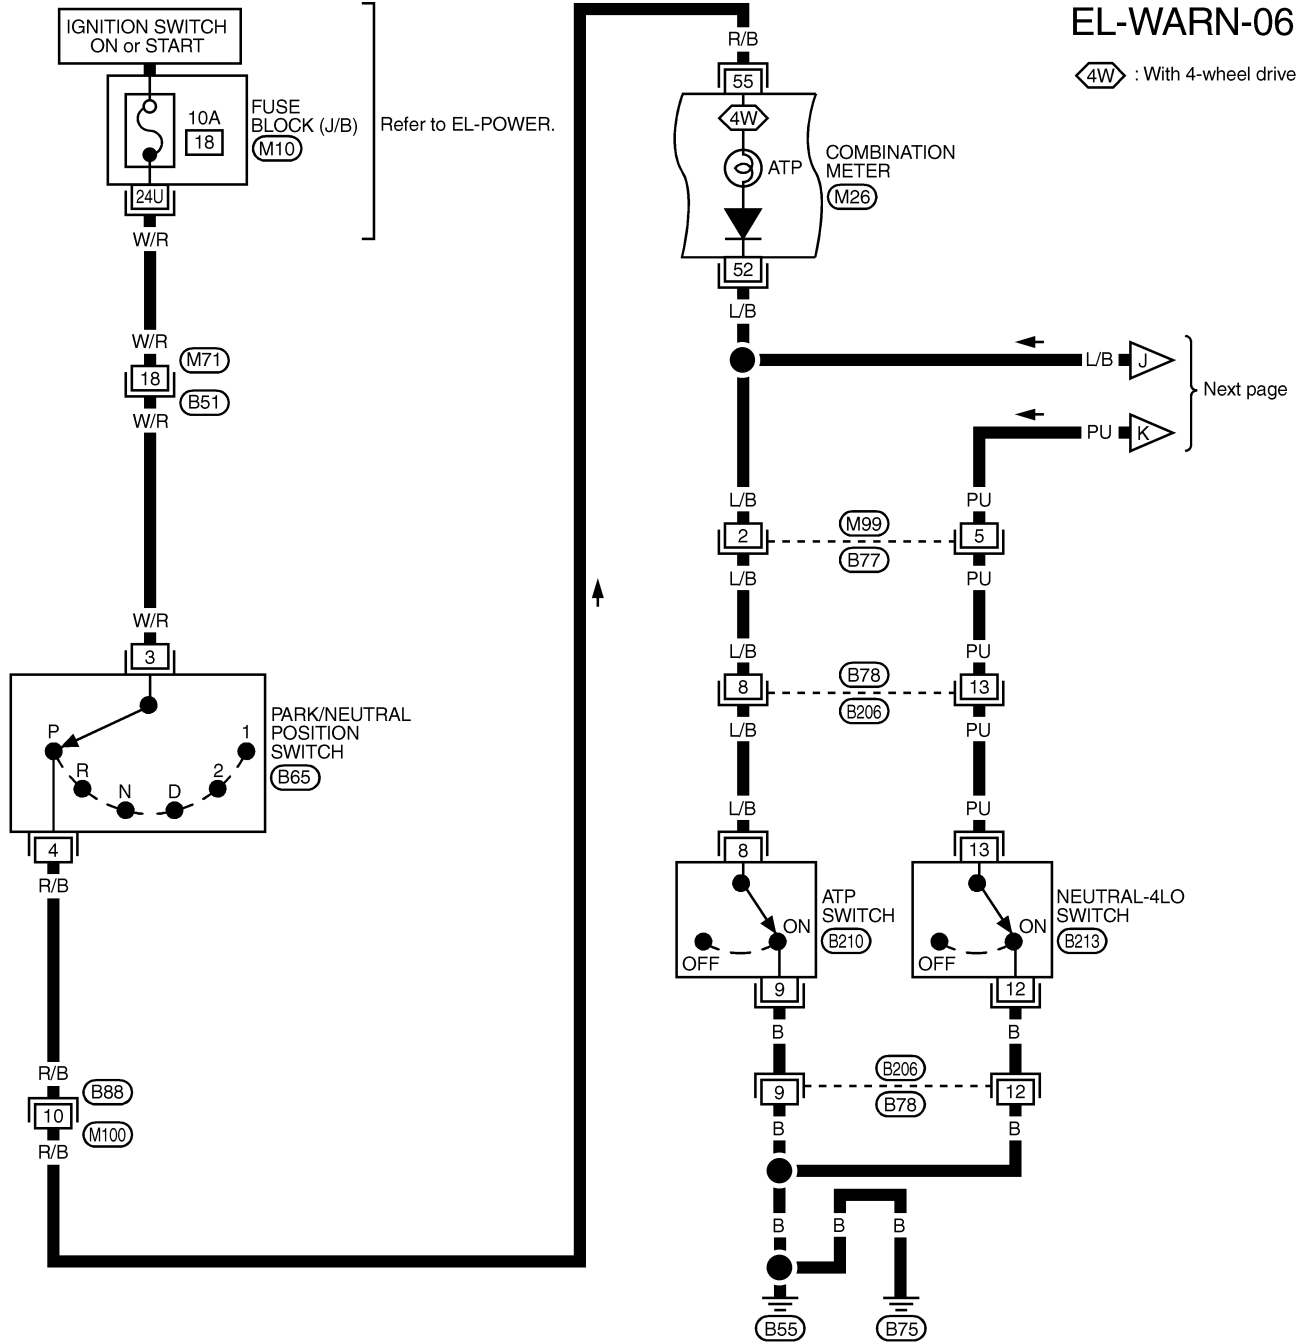 EL-WARN-06
4W : With 4-wheel drive
IGNITION SWITCH
ON or START
10A
18
FUSE
BLOCK (J/B)
M10
Refer to EL-POWER.
24U
W/R
W/R
M71
18
B51
W/R
W/R
3
P
R
N
D
2
1
PARK/NEUTRAL
POSITION
SWITCH
B65
4
R/B
R/B
B88
10
M100
R/B
R/B
55
4W
ATP
COMBINATION
METER
M26
52
L/B
L/B
J
Next page
PU
K
L/B
PU
2
M99
B77
5
L/B
PU
L/B
PU
8
B78
B206
13
L/B
PU
L/B
PU
8
13
ATP
SWITCH
B210
ON
OFF
NEUTRAL-4LO
SWITCH
B213
ON
OFF
9
12
B
B
9
B206
B78
12
B
B
B
B
B
B55
B75